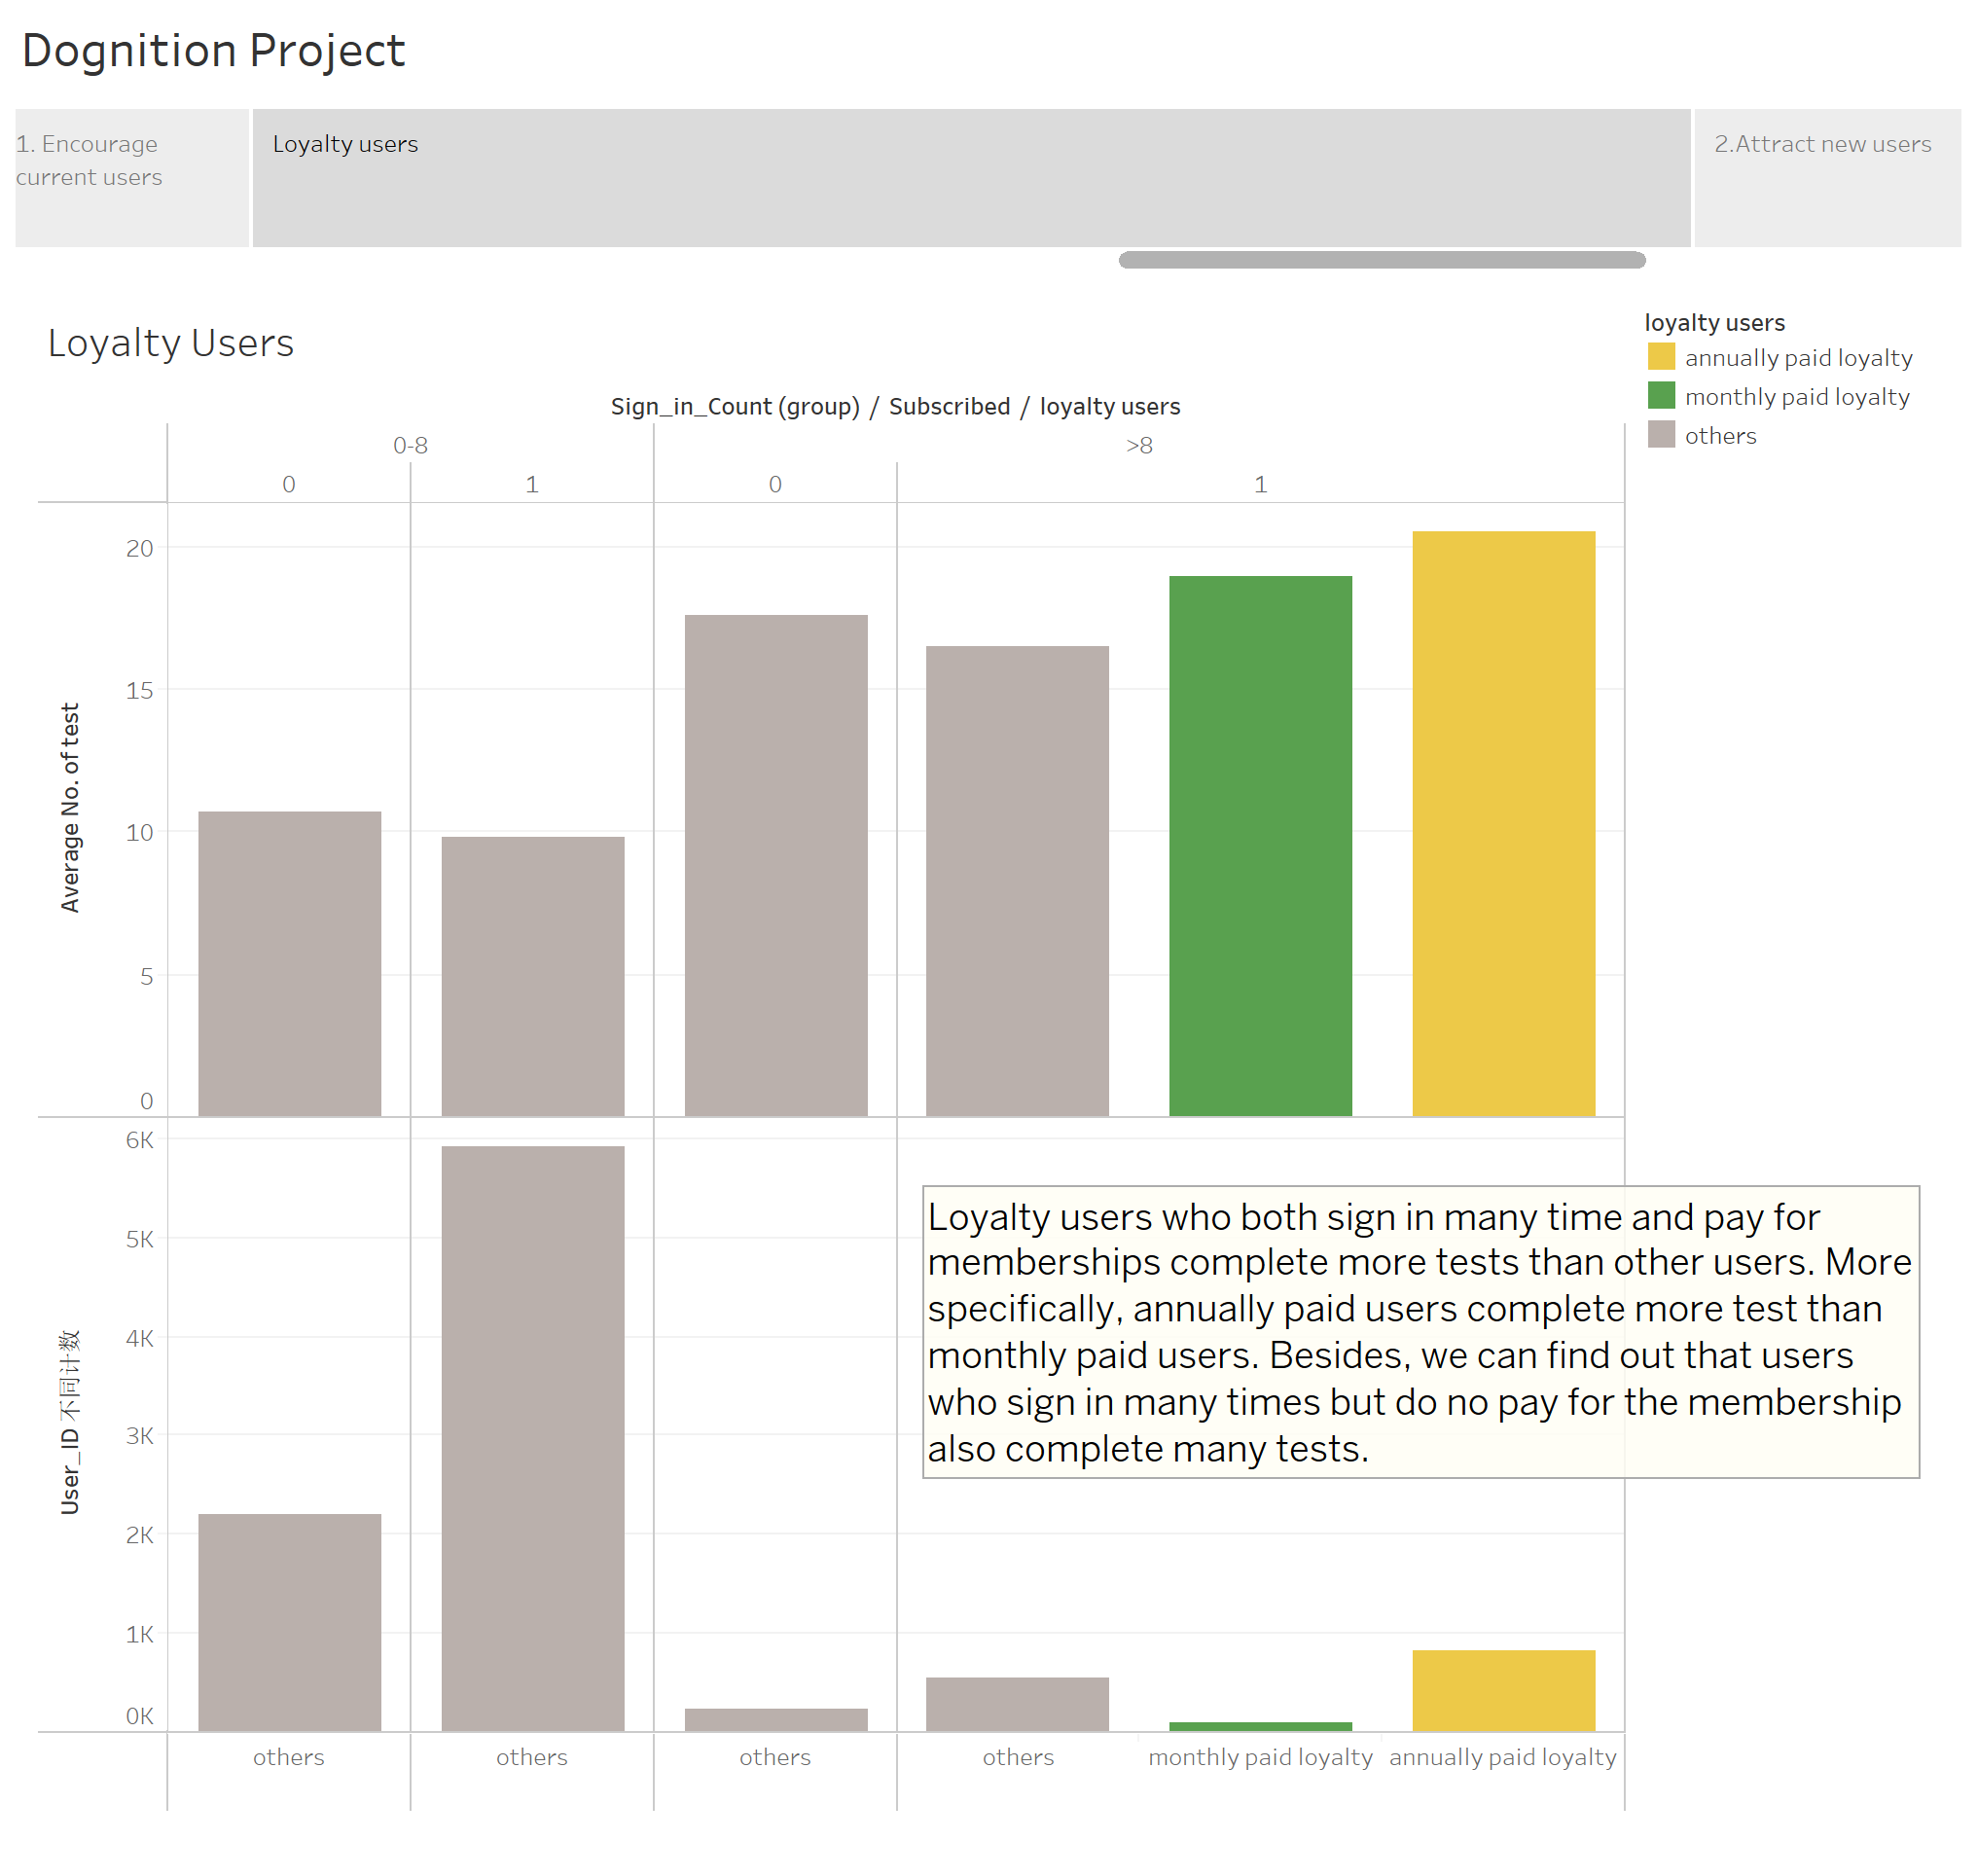 Dognition Project
1. Encourage
current users
Loyalty users
2.Attract new users
Loyalty Users
loyalty users
annually paid loyalty
monthly paid loyalty
others
Sign_in_Count (group) / Subscribed / loyalty users
0-8
>8
0
1
0
1
20
15
10
5
0
Average No. of test
6K
5K
4K
3K
2K
1K
0K
User_ID 不同计数
Loyalty users who both sign in many time and pay for
memberships complete more tests than other users. More
specifically, annually paid users complete more test than
monthly paid users. Besides, we can find out that users
who sign in many times but do no pay for the membership
also complete many tests.
others
others
others
others
monthly paid loyalty
annually paid loyalty